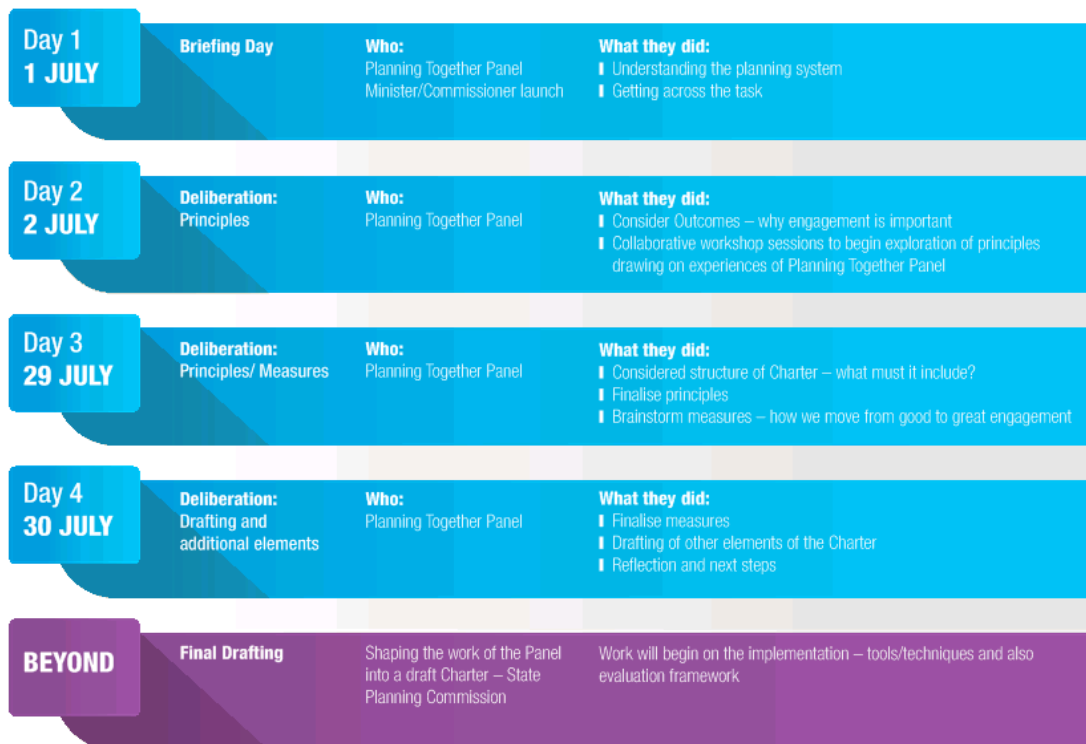 Day 1
1 JULY
Briefing Day
Who:
Planning Together Panel
Minister/Commissioner launch
What they did:
Understanding the planning system
Getting across the task
Day 2
2 JULY
Deliberation:
Principles
Who:
Planning Together Panel
What they did:
Consider Outcomes – why engagement is important
Collaborative workshop sessions to begin exploration of principles
drawing on experiences of Planning Together Panel
Day 3
29 JULY
Deliberation:
Principles/ Measures
Who:
Planning Together Panel
What they did:
Considered structure of Charter – what must it include?
Finalise principles
Brainstorm measures – how we move from good to great engagement
Day 4
30 JULY
Deliberation:
Drafting and
additional elements
Who:
Planning Together Panel
What they did:
Finalise measures
Drafting of other elements of the Charter
Reflection and next steps
BEYOND
Final Drafting
Shaping the work of the Panel
into a draft Charter – State
Planning Commission
Work will begin on the implementation – tools/techniques and also
evaluation framework